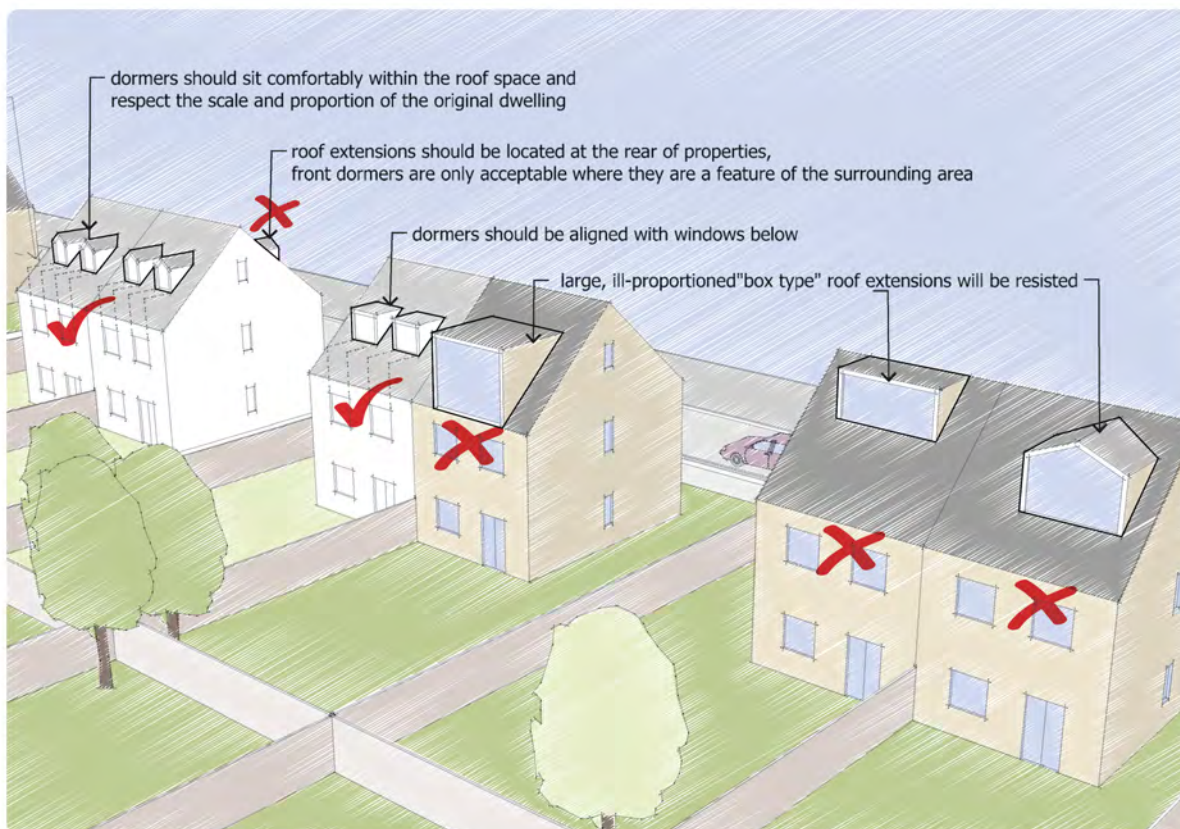 dormers should sit comfortably within the roof space and
respect the scale and proportion of the original dwelling
roof extensions should be located at the rear of properties,
front dormers are only acceptable where they are a feature of the surrounding area
dormers should be aligned with windows below
large, ill-proportioned"box type" roof extensions will be resisted